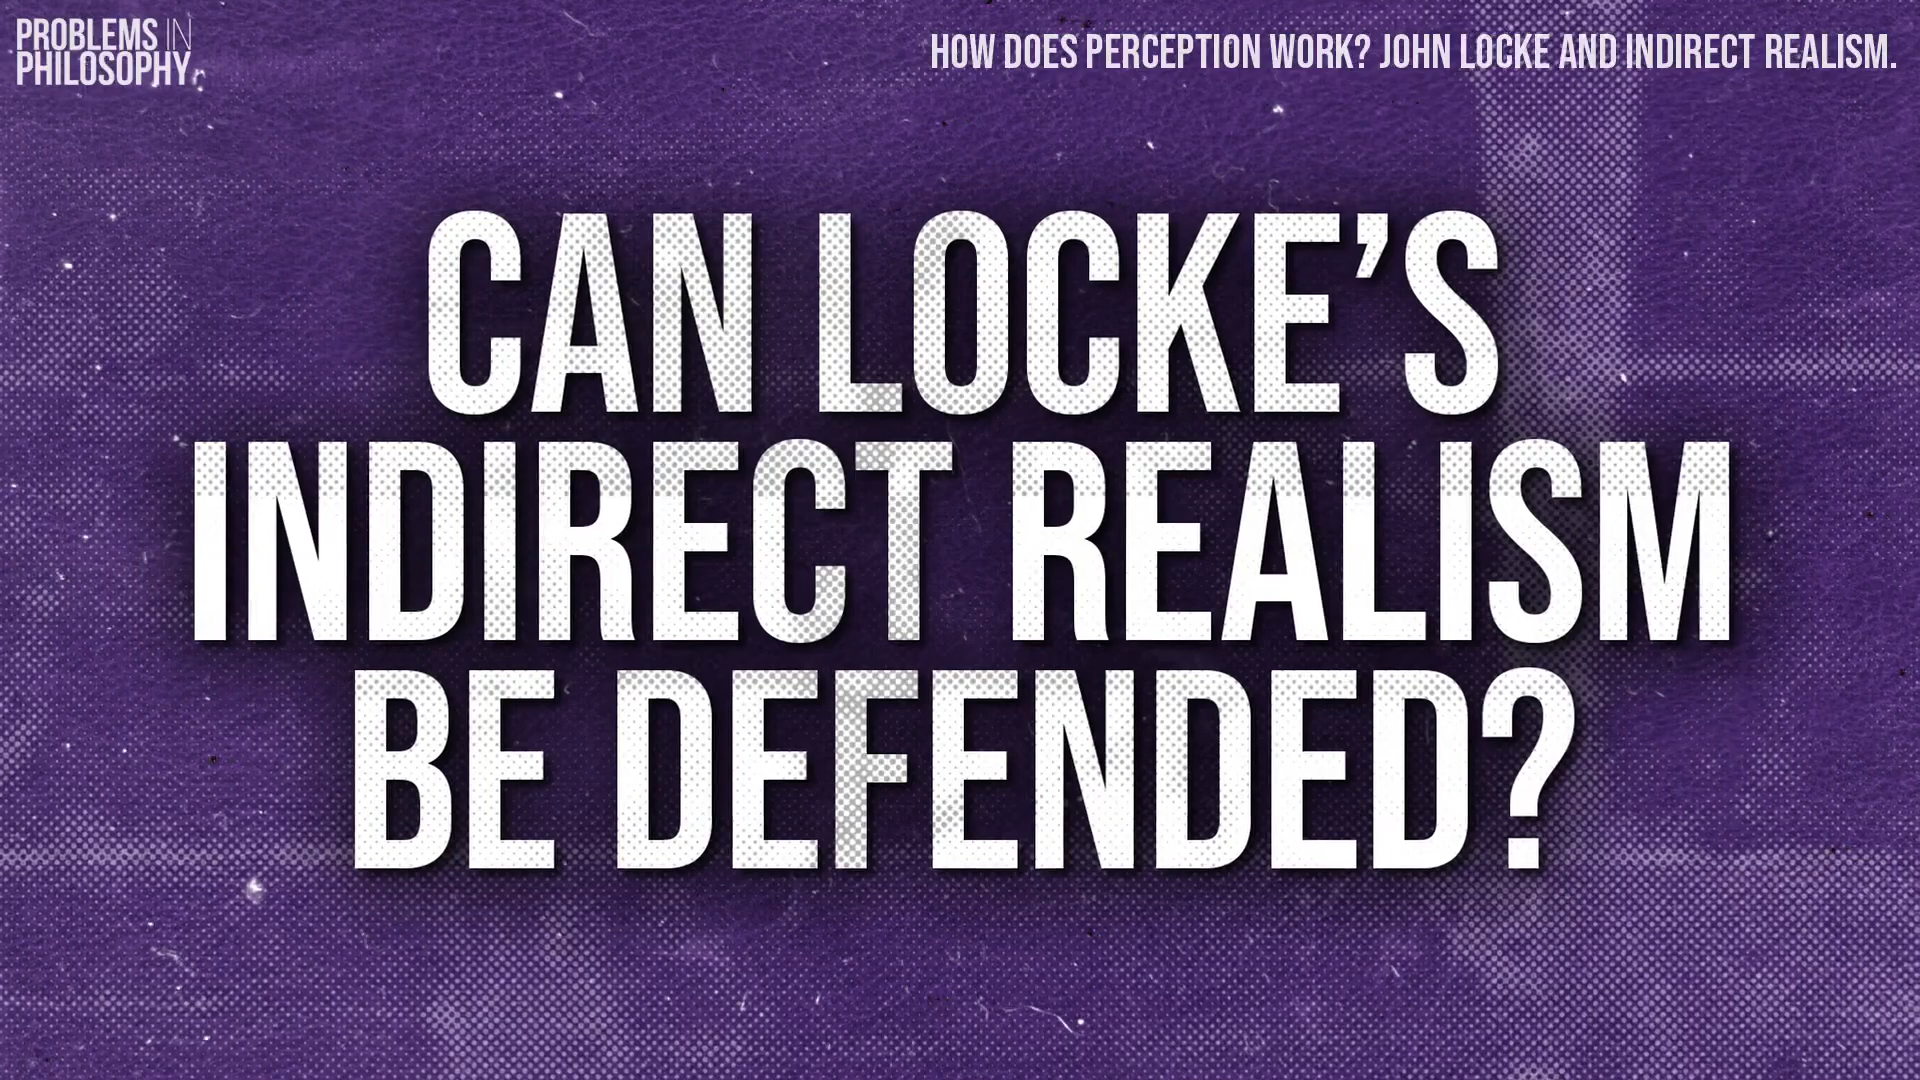 PROBLEMS IN
PHILOSOPHY.
HOW DOES PERCEPTION WORK? JOHN LOCKE AND INDIRECT REALISM.
CAN LOCKE’S
INDIRECT REALISM
BE DEFENDED?